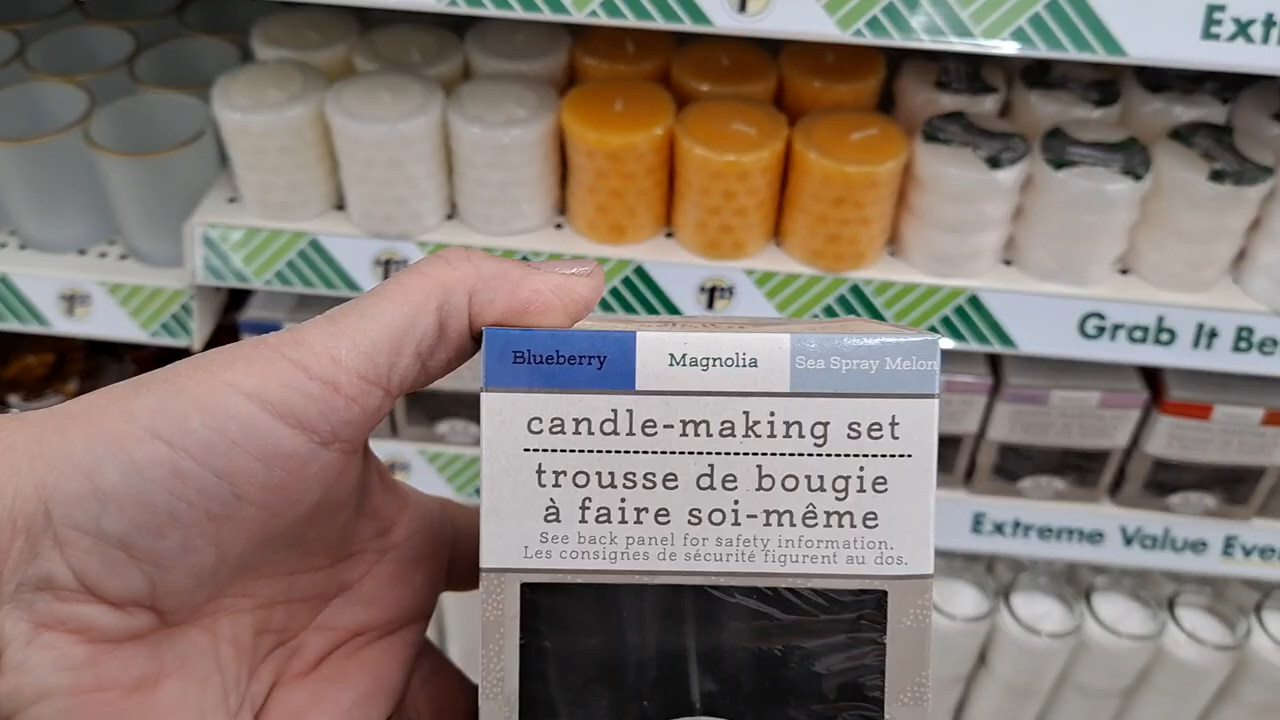 Ext
Grab It Be
Blueberry
Magnolia
Sea Spray Melon
candle-making set
trousse de bougie
à faire soi-même
See back panel for safety information.
Les consignes de sécurité figurent au dos.
Extreme Value Eve